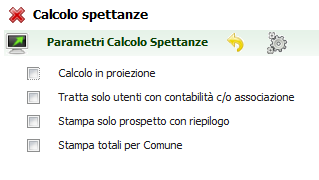 Calcolo spettanze
Parametri Calcolo Spettanze
Calcolo in proiezione
Tratta solo utenti con contabilità c/o associazione
Stampa solo prospetto con riepilogo
Stampa totali per Comune